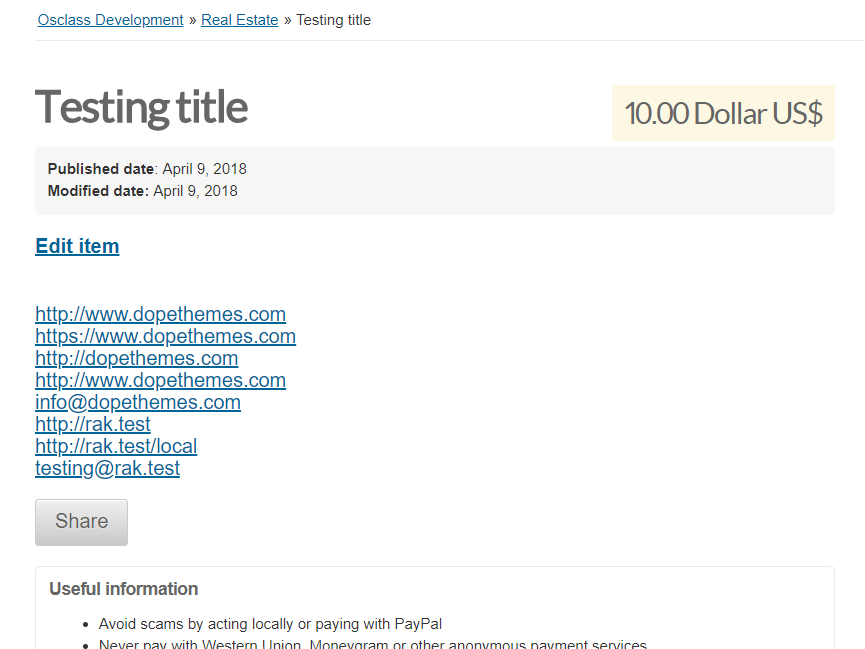 Osclass Development » Real Estate » Testing title
Testing title
10.00 Dollar US$
Published date: April 9, 2018
Modified date: April 9, 2018
Edit item
http://www.dopethemes.com
https://www.dopethemes.com
http://dopethemes.com
http://www.dopethemes.com
info@dopethemes.com
http://rak.test
http://rak.test/local
testing@rak.test
Share
Useful information
• Avoid scams by acting locally or paying with PayPal
• Never pay with Western Union, Moneygram or other anonymous payment services